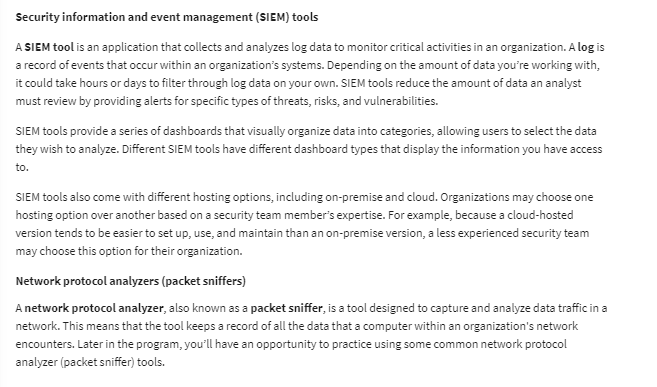 Security information and event management (SIEM) tools
A SIEM tool is an application that collects and analyzes log data to monitor critical activities in an organization. A log is
a record of events that occur within an organization's systems. Depending on the amount of data you're working with,
it could take hours or days to filter through log data on your own. SIEM tools reduce the amount of data an analyst
must review by providing alerts for specific types of threats, risks, and vulnerabilities.
SIEM tools provide a series of dashboards that visually organize data into categories, allowing users to select the data
they wish to analyze. Different SIEM tools have different dashboard types that display the information you have access
to.
SIEM tools also come with different hosting options, including on-premise and cloud. Organizations may choose one
hosting option over another based on a security team member's expertise. For example, because a cloud-hosted
version tends to be easier to set up, use, and maintain than an on-premise version, a less experienced security team
may choose this option for their organization.
Network protocol analyzers (packet sniffers)
A network protocol analyzer, also known as a packet sniffer, is a tool designed to capture and analyze data traffic in a
network. This means that the tool keeps a record of all the data that a computer within an organization's network
encounters. Later in the program, you'll have an opportunity to practice using some common network protocol
analyzer (packet sniffer) tools.